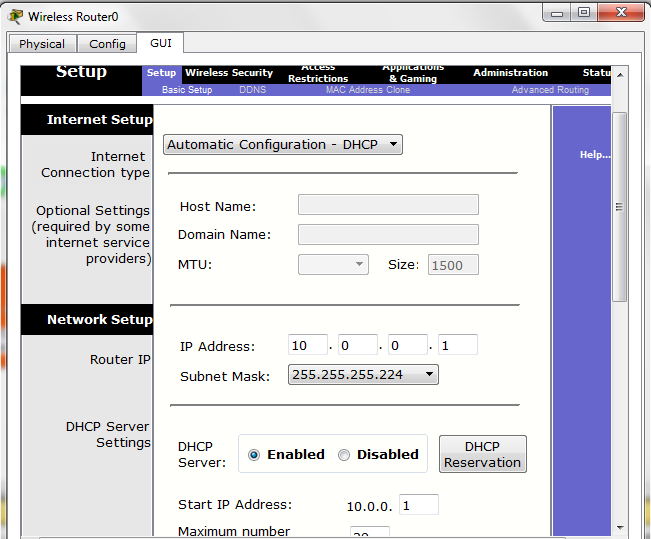 Wireless Router0
Physical Config GUI
Setup
Setup Wireless Security Access Restrictions Applications & Gaming Administration Statu
Basic Setup DDNS MAC Address Clone Advanced Routing
Internet Setup
Internet Connection type
Automatic Configuration - DHCP
Help...
Optional Settings
(required by some
internet service
providers)
Host Name:
Domain Name:
MTU: Size: 1500
Network Setup
Router IP
IP Address: 10 . 0 . 0 . 1
Subnet Mask: 255.255.255.224
DHCP Server
Settings
DHCP
Server: Enabled Disabled
DHCP
Reservation
Start IP Address: 10.0.0. 1
Maximum number